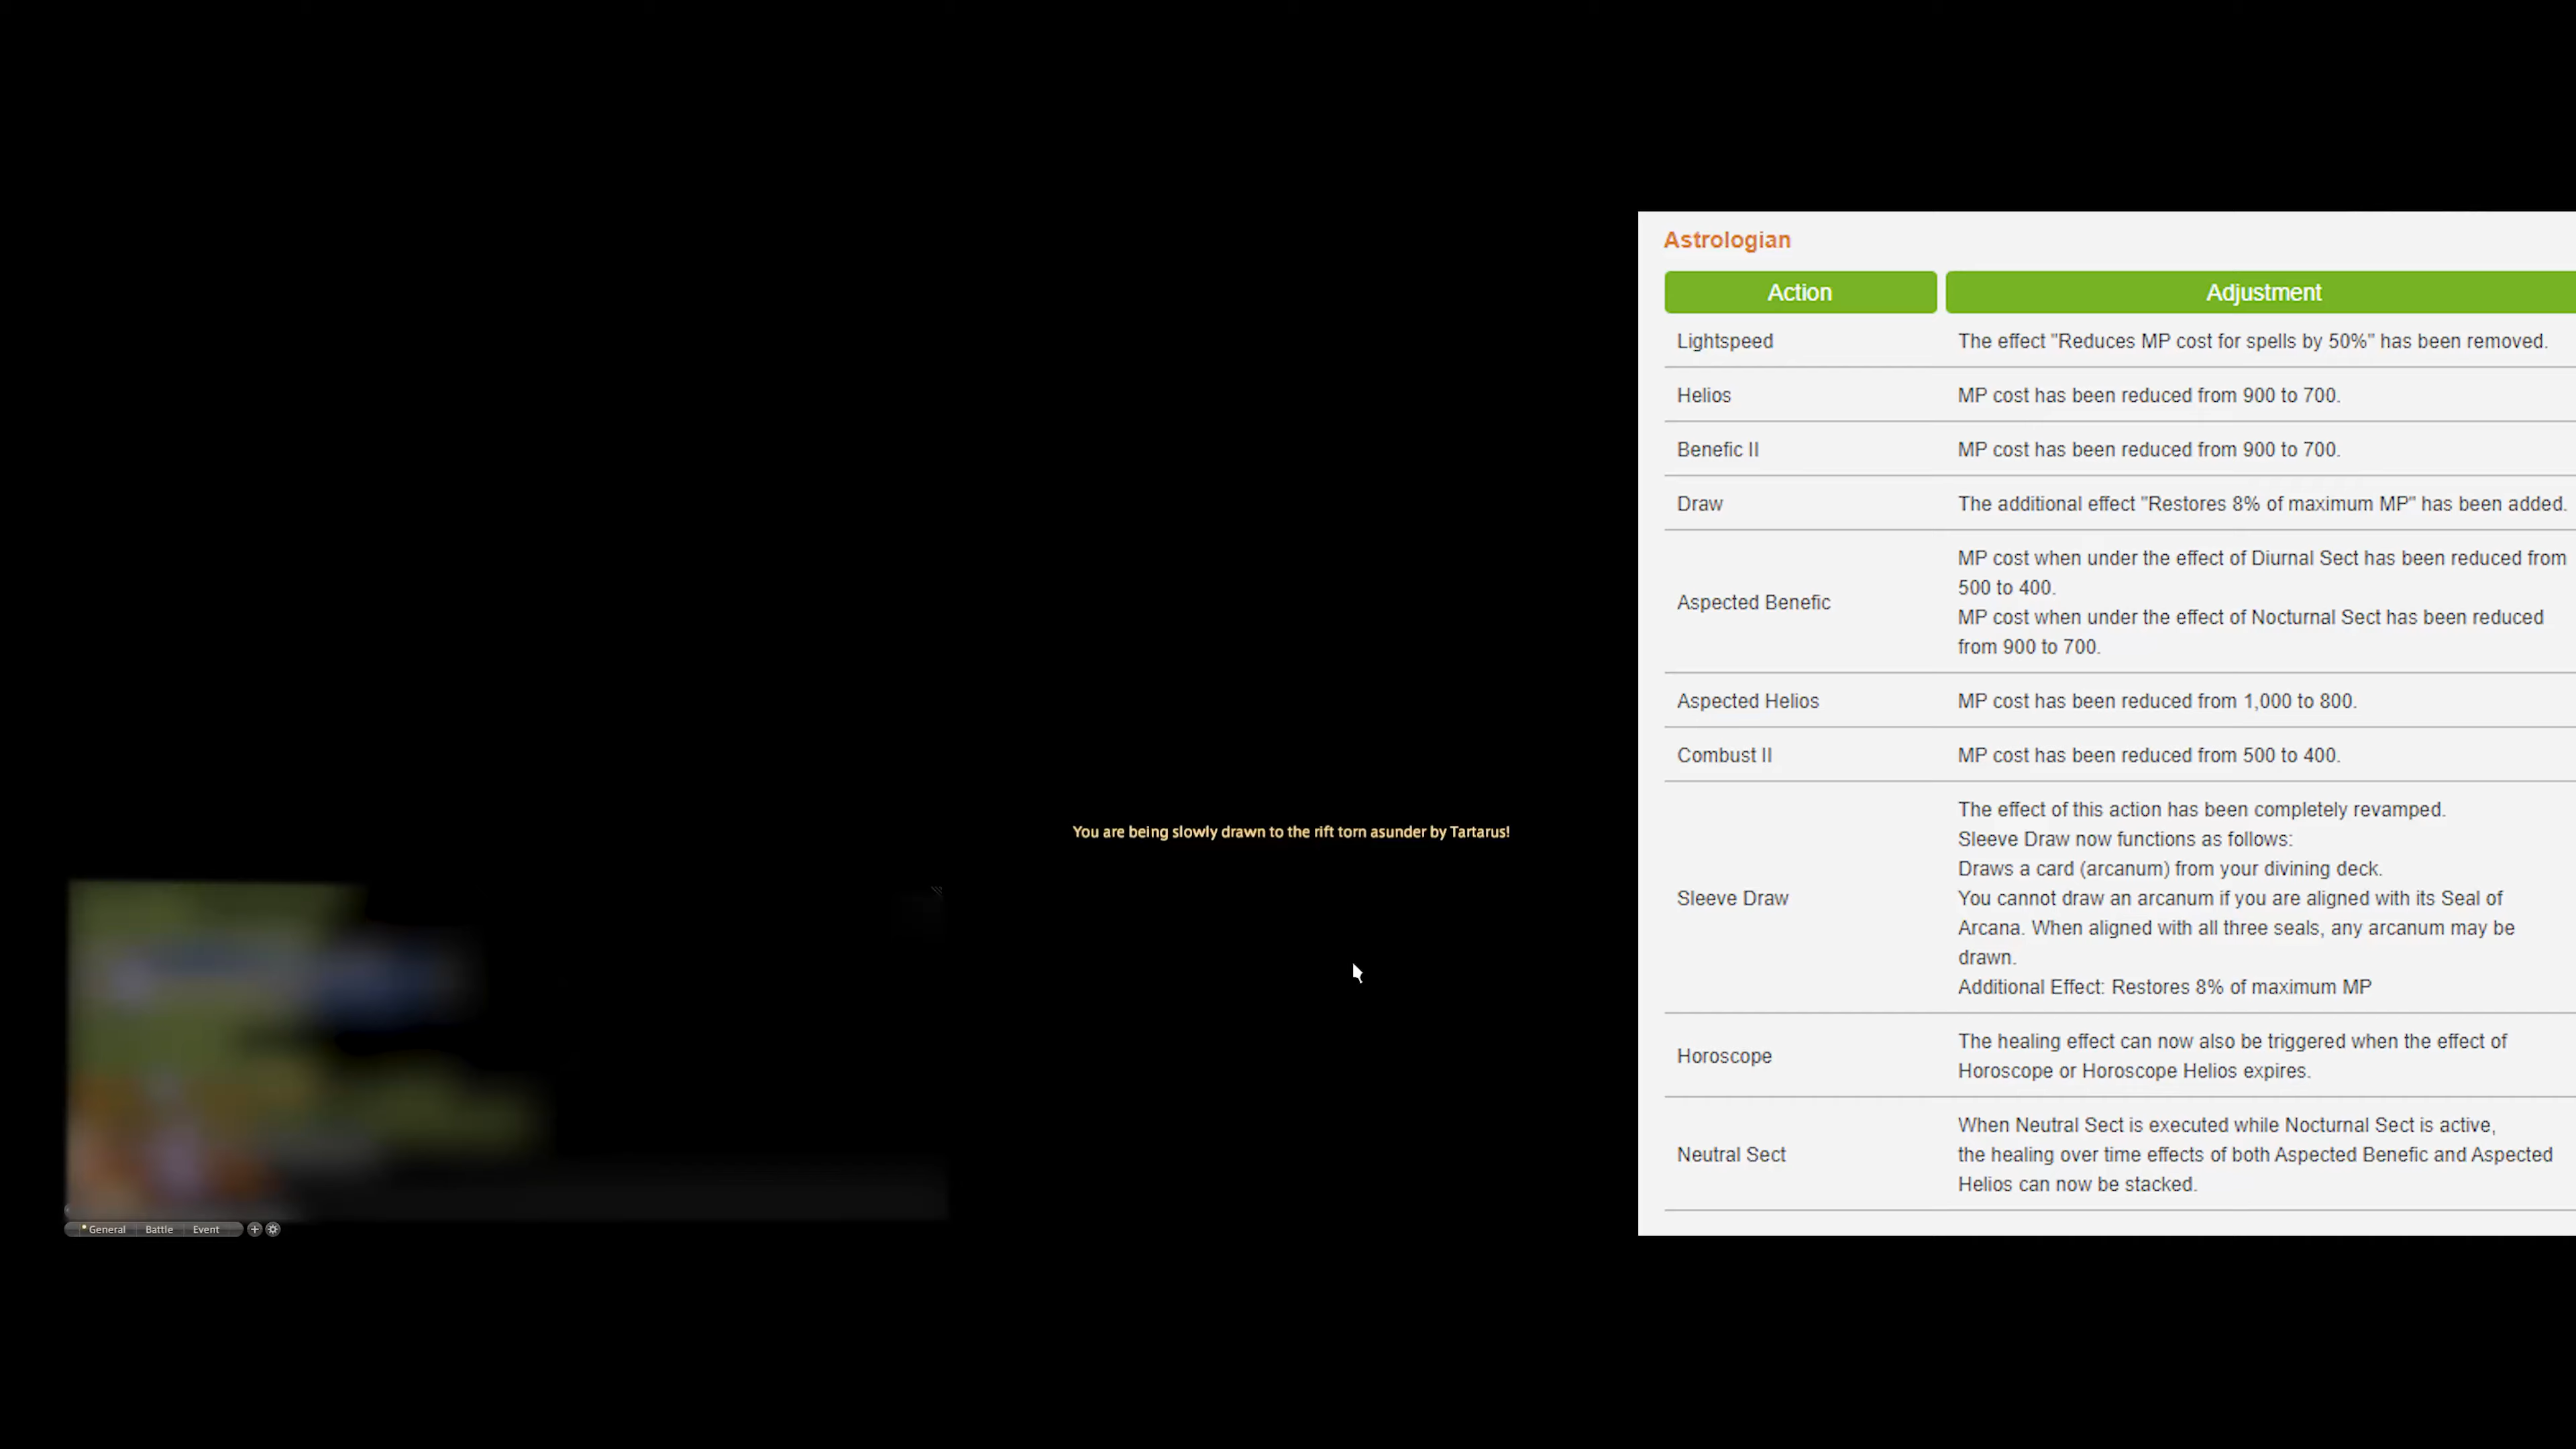 Astrologian
Action
Adjustment
Lightspeed
The effect "Reduces MP cost for spells by 50%" has been removed.
Helios
MP cost has been reduced from 900 to 700.
Benefic II
MP cost has been reduced from 900 to 700.
Draw
The additional effect "Restores 8% of maximum MP" has been added.
Aspected Benefic
MP cost when under the effect of Diurnal Sect has been reduced from
500 to 400.
MP cost when under the effect of Nocturnal Sect has been reduced
from 900 to 700.
Aspected Helios
MP cost has been reduced from 1,000 to 800.
Combust II
MP cost has been reduced from 500 to 400.
Sleeve Draw
The effect of this action has been completely revamped.
Sleeve Draw now functions as follows:
Draws a card (arcanum) from your divining deck.
You cannot draw an arcanum if you are aligned with its Seal of
Arcana. When aligned with all three seals, any arcanum may be
drawn.
Additional Effect: Restores 8% of maximum MP
Horoscope
The healing effect can now also be triggered when the effect of
Horoscope or Horoscope Helios expires.
Neutral Sect
When Neutral Sect is executed while Nocturnal Sect is active,
the healing over time effects of both Aspected Benefic and Aspected
Helios can now be stacked.
You are being slowly drawn to the rift torn asunder by Tartarus!
General Battle Event